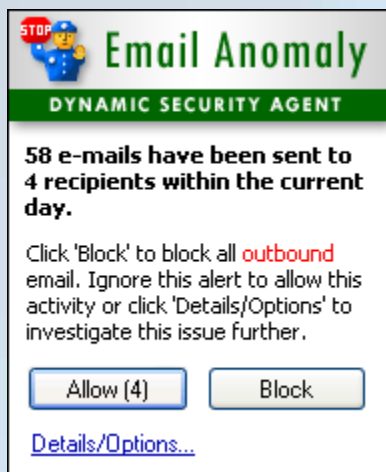 STOP
Email Anomaly
DYNAMIC SECURITY AGENT
58 e-mails have been sent to
4 recipients within the current
day.
Click 'Block' to block all outbound
email. Ignore this alert to allow this
activity or click 'Details/Options' to
investigate this issue further.
Allow (4)
Block
Details/Options...